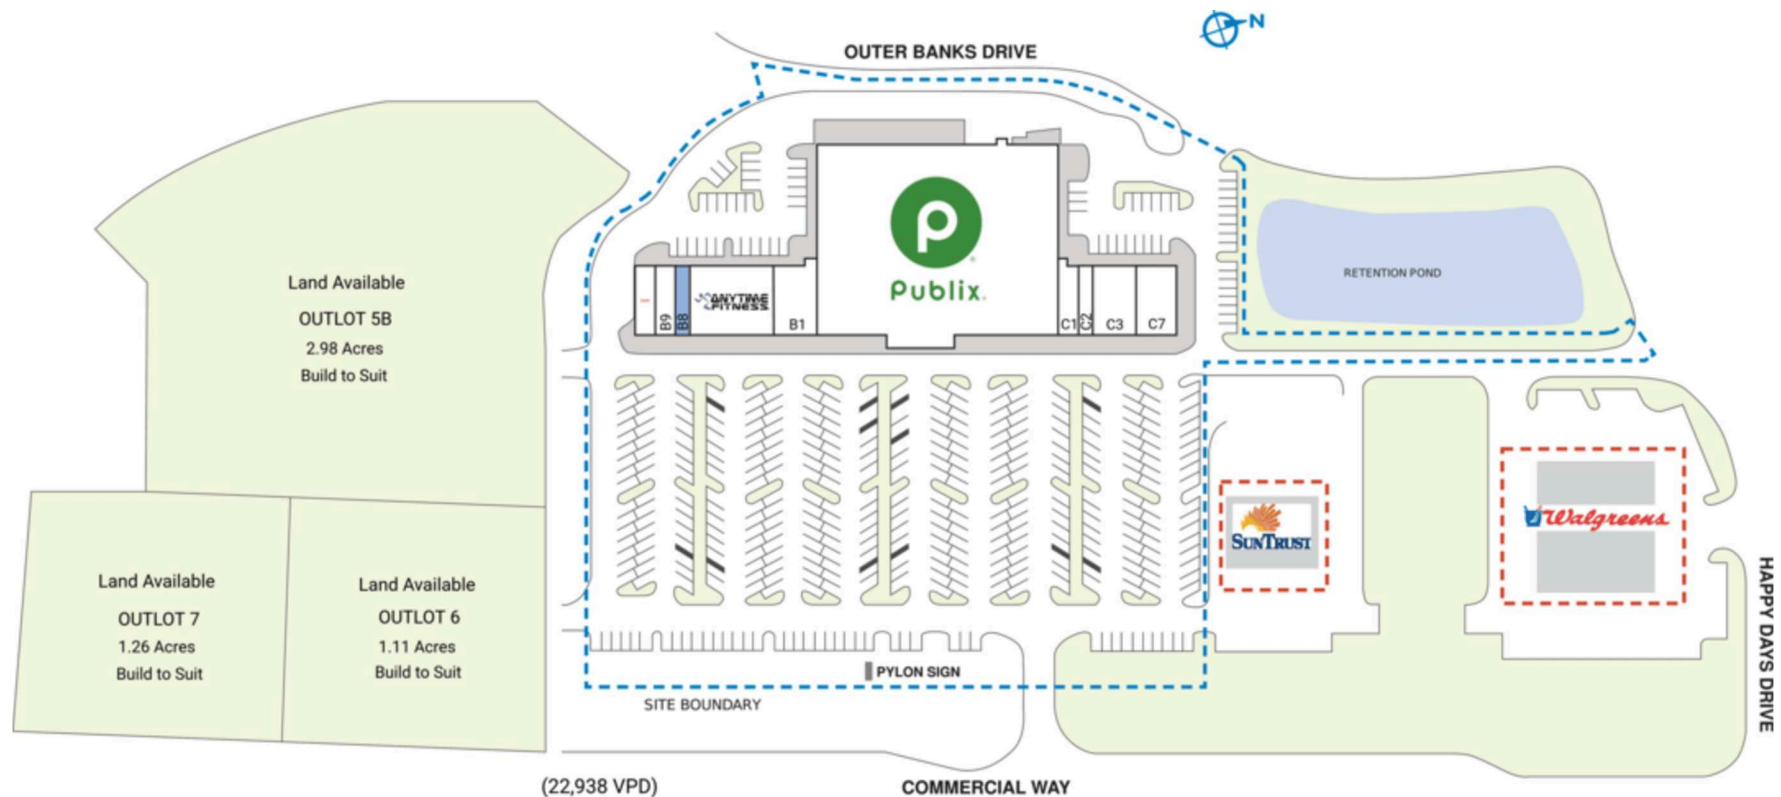 N
OUTER BANKS DRIVE
Publix
RETENTION POND
Land Available
OUTLOT 5B
2.98 Acres
Build to Suit
B9
B8
ANYTIME
FITNESS
B1
C1
C2
C3
C7
SUNTRUST
Walgreens
Land Available
OUTLOT 7
1.26 Acres
Build to Suit
Land Available
OUTLOT 6
1.11 Acres
Build to Suit
PYLON SIGN
SITE BOUNDARY
HAPPY DAYS DRIVE
(22,938 VPD)
COMMERCIAL WAY